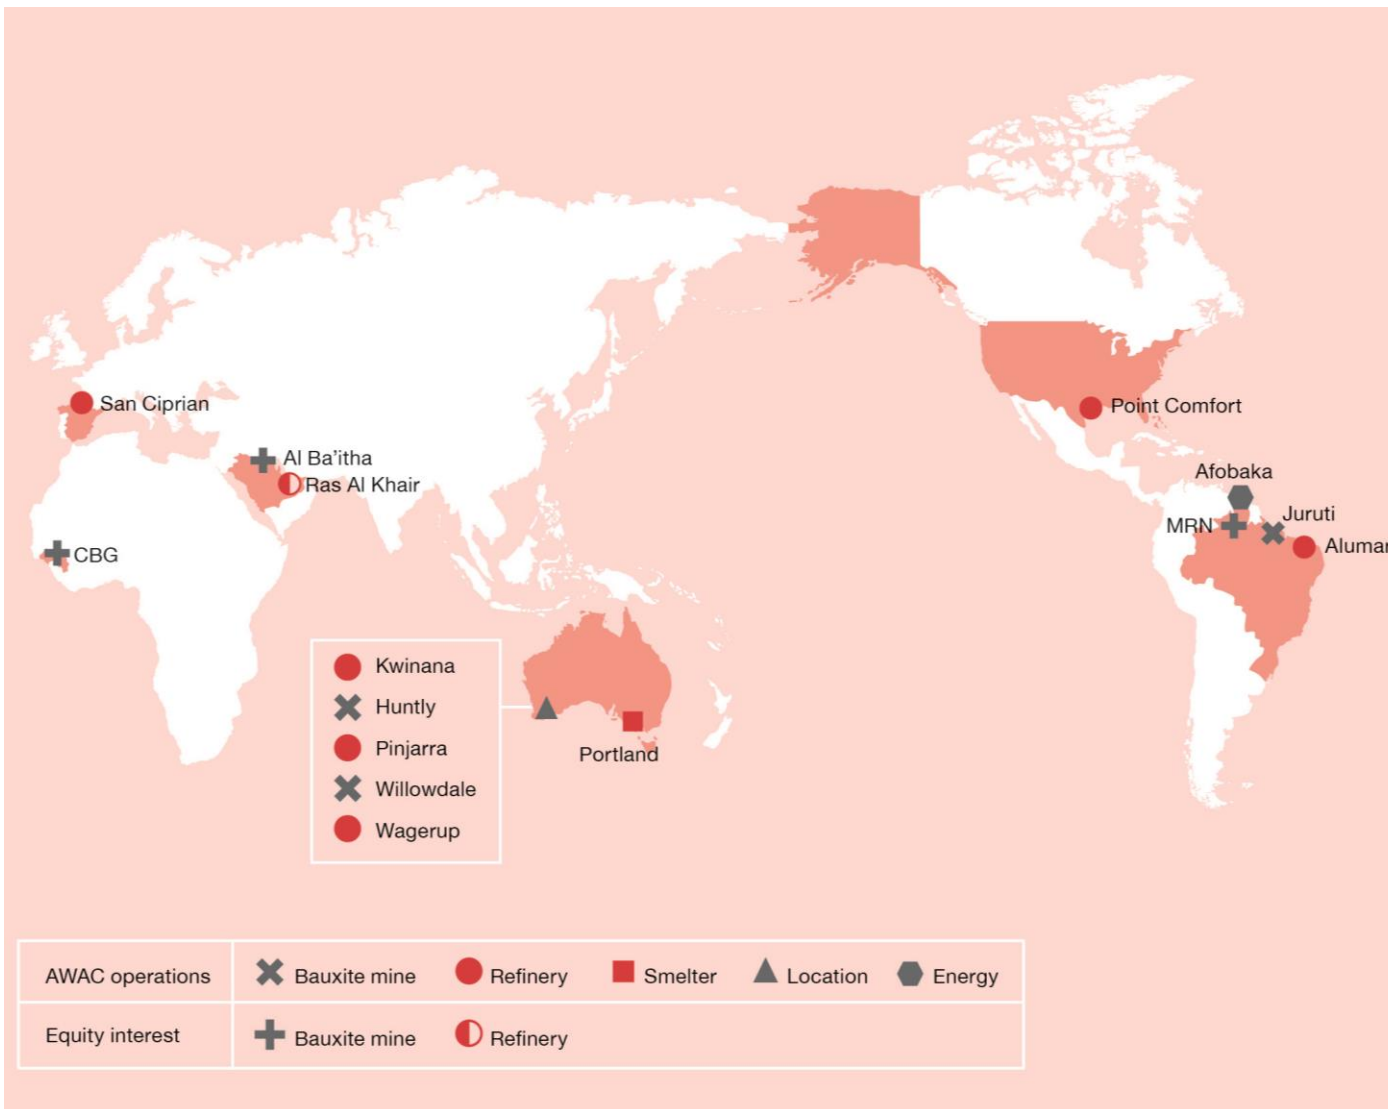 San Ciprian
Point Comfort
Al Ba'itha
Ras Al Khair
Afobaka
Juruti
MRN
Alumar
CBG
Kwinana
Huntly
Pinjarra
Willowdale
Wagerup
Portland
AWAC operations Bauxite mine Refinery Smelter Location Energy
Equity interest Bauxite mine Refinery